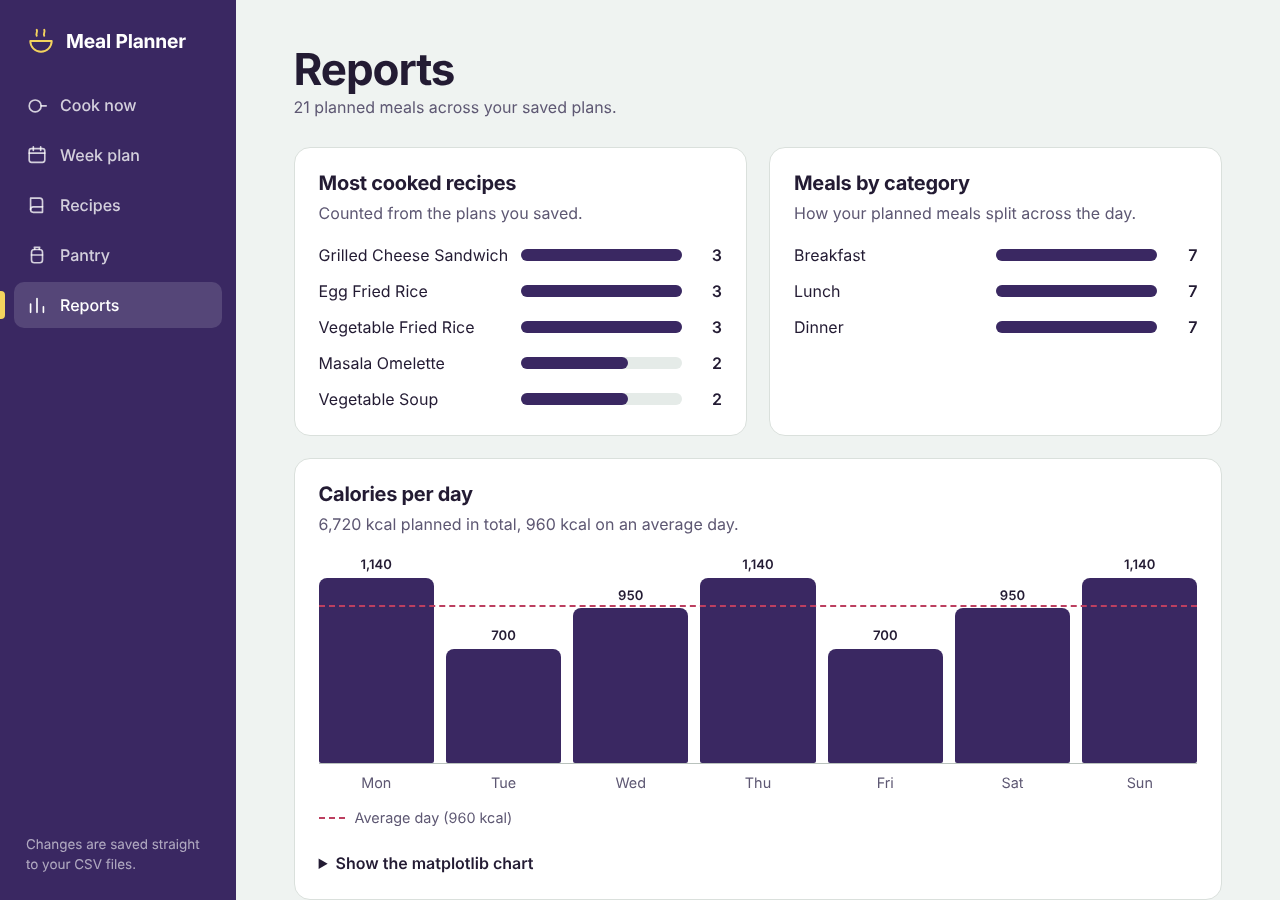 Meal Planner
Cook now
Week plan
Recipes
Pantry
Reports
Changes are saved straight
to your CSV files.
Reports
21 planned meals across your saved plans.
Most cooked recipes
Counted from the plans you saved.
Grilled Cheese Sandwich 3
Egg Fried Rice 3
Vegetable Fried Rice 3
Masala Omelette 2
Vegetable Soup 2
Meals by category
How your planned meals split across the day.
Breakfast 7
Lunch 7
Dinner 7
Calories per day
6,720 kcal planned in total, 960 kcal on an average day.
1,140 700 950 1,140 700 950 1,140
Mon Tue Wed Thu Fri Sat Sun
Average day (960 kcal)
Show the matplotlib chart